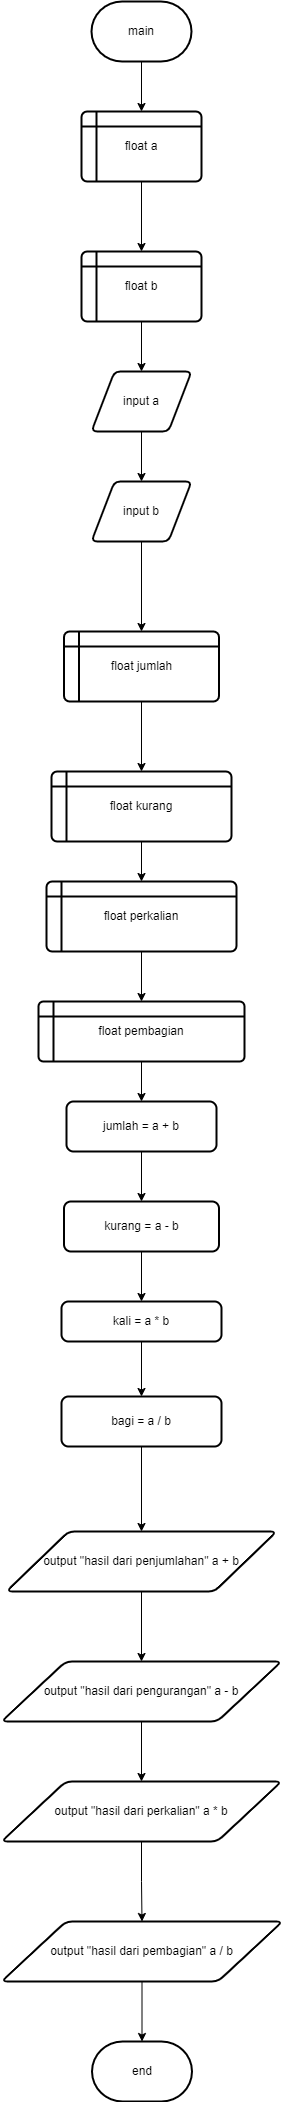 main
float a
float b
input a
input b
float jumlah
float kurang
float perkalian
float pembagian
jumlah = a + b
kurang = a - b
kali = a * b
bagi = a / b
output "hasil dari penjumlahan" a + b
output "hasil dari pengurangan" a - b
output "hasil dari perkalian" a * b
output "hasil dari pembagian" a / b
end